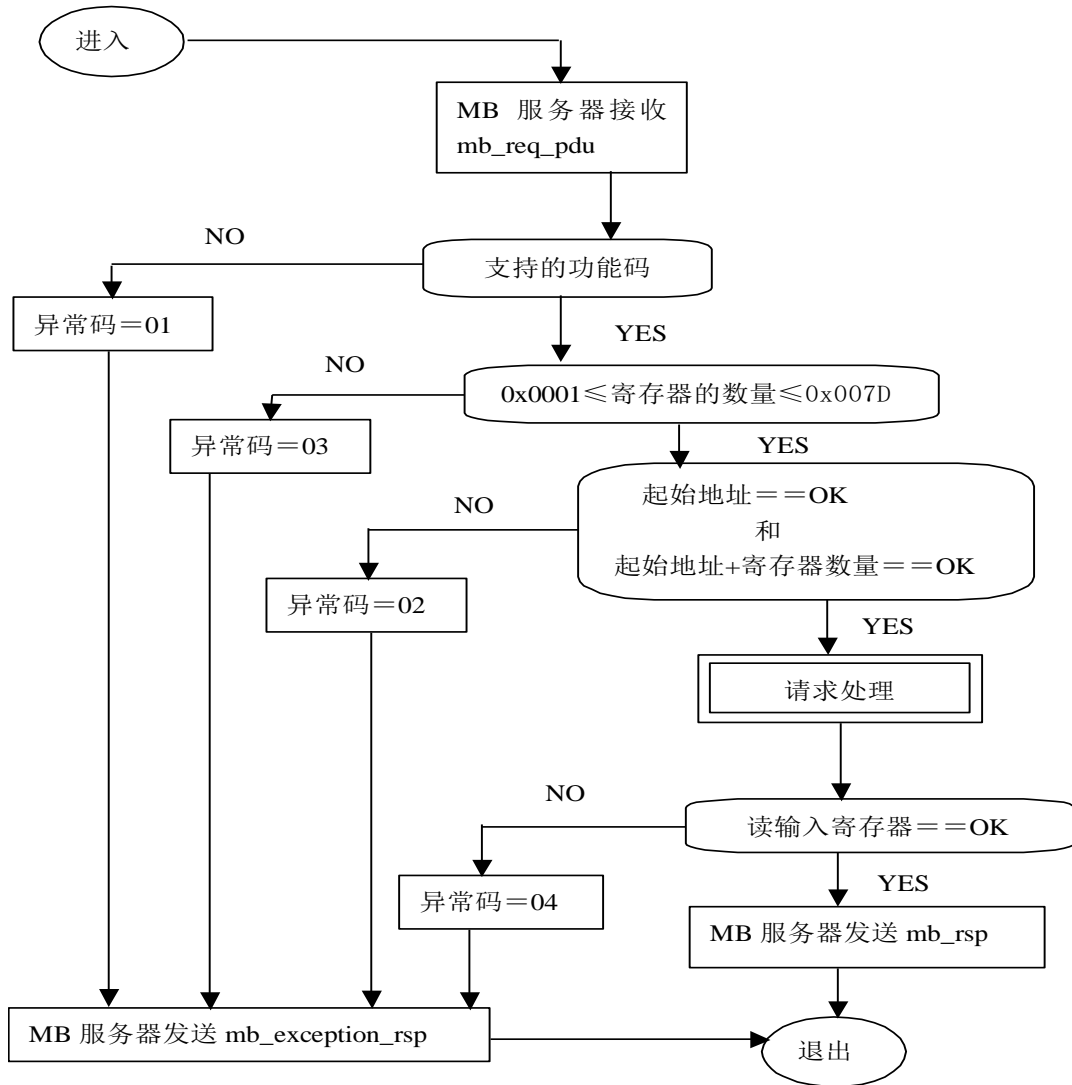 进入
MB 服务器接收
mb_req_pdu
NO
支持的功能码
异常码＝01
YES
NO
0x0001≤寄存器的数量≤0x007D
异常码＝03
YES
起始地址＝＝OK
NO
和
起始地址+寄存器数量＝＝OK
异常码＝02
YES
请求处理
NO
读输入寄存器＝＝OK
异常码＝04
YES
MB 服务器发送 mb_rsp
MB 服务器发送 mb_exception_rsp
退出